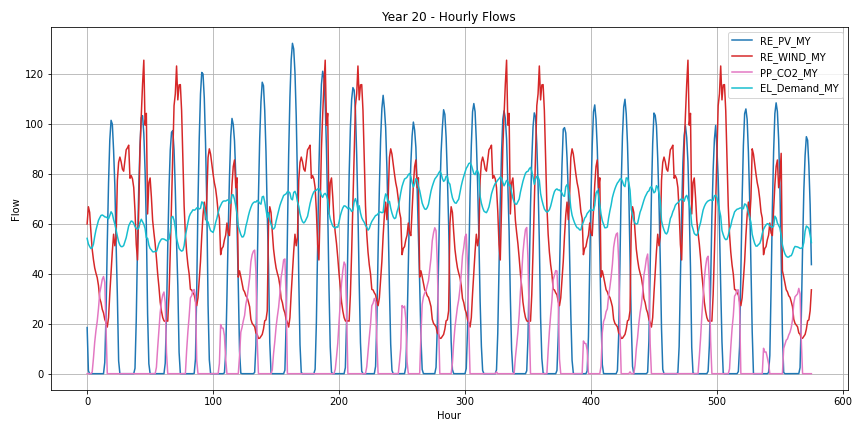 Year 20 - Hourly Flows
RE_PV_MY
RE_WIND_MY
PP_CO2_MY
EL_Demand_MY
Flow
120
100
80
60
40
20
0
0 100 200 300 400 500 600
Hour